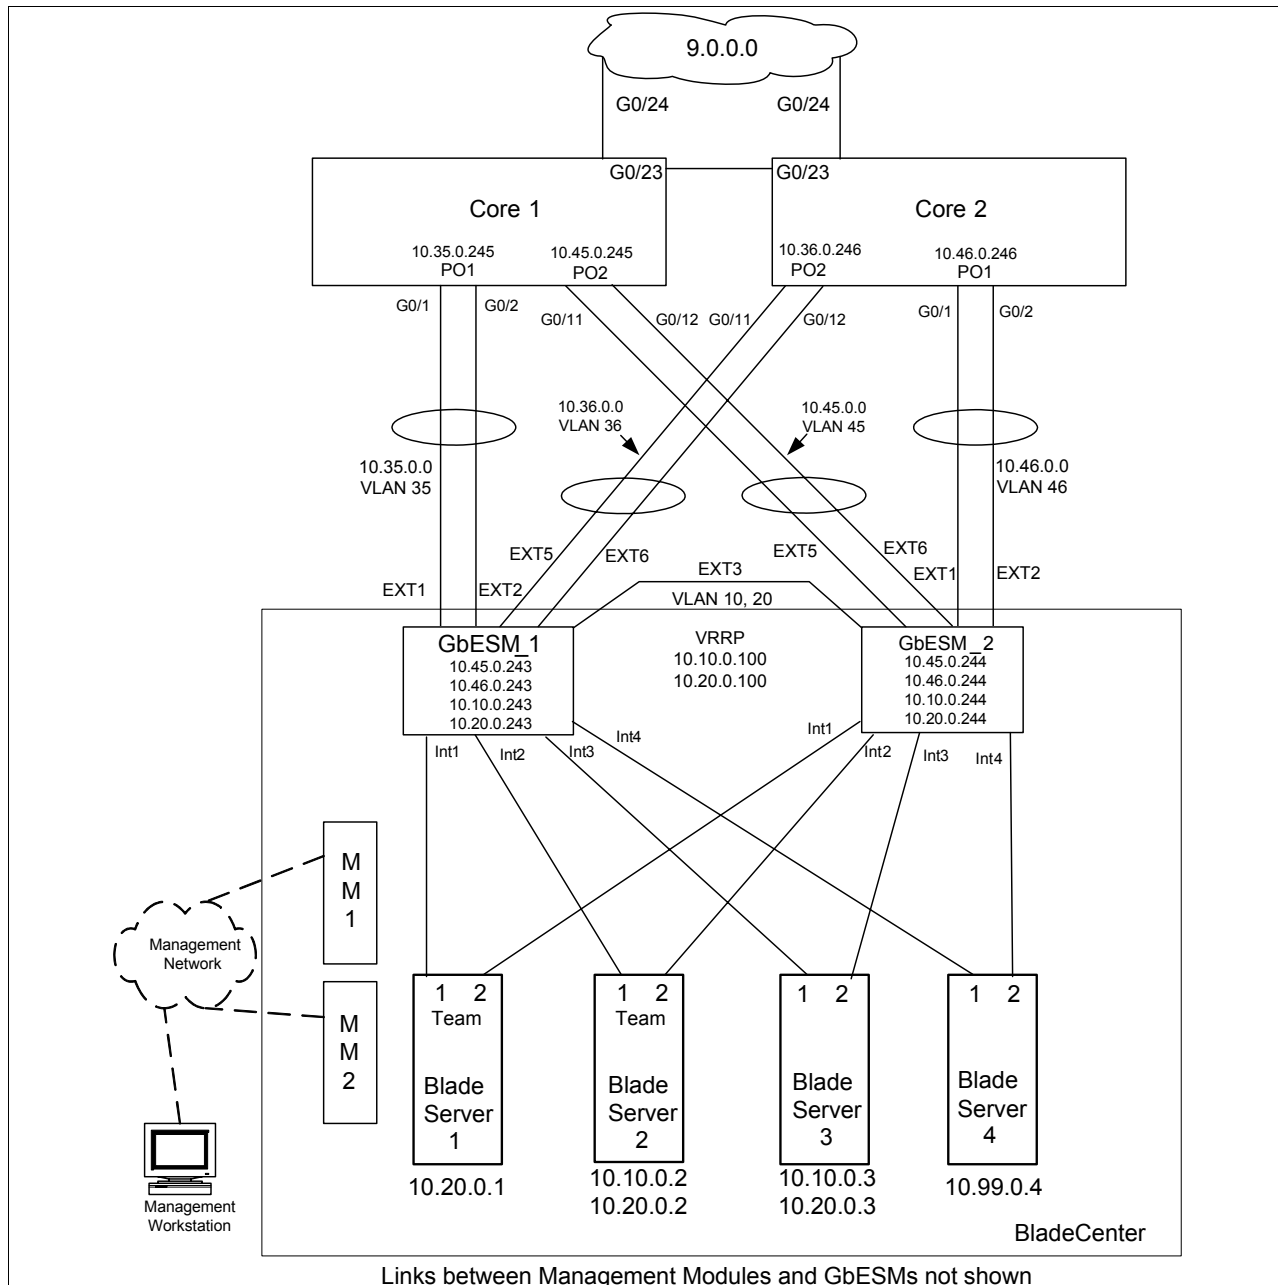 9.0.0.0
G0/24
G0/24
G0/23
G0/23
Core 1
Core 2
10.35.0.245
PO1
10.45.0.245
PO2
10.36.0.246
PO2
10.46.0.246
PO1
G0/1
G0/2
G0/11
G0/12
G0/11
G0/12
G0/1
G0/2
10.36.0.0
VLAN 36
10.45.0.0
VLAN 45
10.35.0.0
VLAN 35
10.46.0.0
VLAN 46
EXT1
EXT2
EXT5
EXT6
EXT3
EXT5
EXT6
EXT1
EXT2
VLAN 10, 20
GbESM_1
10.45.0.243
10.46.0.243
10.10.0.243
10.20.0.243
VRRP
10.10.0.100
10.20.0.100
GbESM_2
10.45.0.244
10.46.0.244
10.10.0.244
10.20.0.244
Int1
Int2
Int3
Int4
Int1
Int2
Int3
Int4
M
M
1
Management
Network
M
M
2
Management
Workstation
1 2
Team
Blade
Server
1
10.20.0.1
1 2
Team
Blade
Server
2
10.10.0.2
10.20.0.2
1 2
Blade
Server
3
10.10.0.3
10.20.0.3
1 2
Blade
Server
4
10.99.0.4
BladeCenter
Links between Management Modules and GbESMs not shown